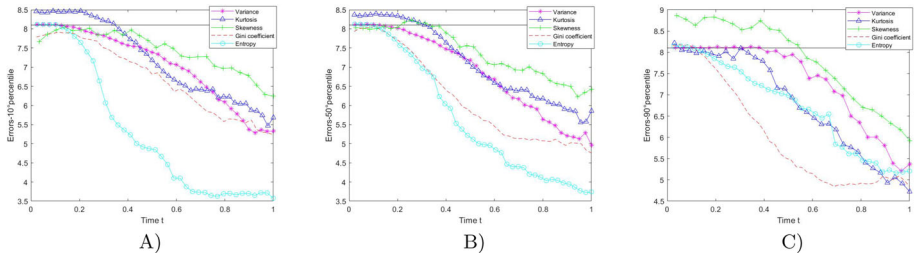 Errors-10°percentile
8.5
8
7.5
7
6.5
6
5.5
5
4.5
4
3.5
0
0.2
0.4
0.6
0.8
1
Time t
Variance
Kurtosis
Skewness
Gini coefficient
Entropy
A)
Errors-50°percentile
8.5
8
7.5
7
6.5
6
5.5
5
4.5
4
3.5
0
0.2
0.4
0.6
0.8
1
Time t
Variance
Kurtosis
Skewness
Gini coefficient
Entropy
B)
Errors-90°percentile
9
8.5
8
7.5
7
6.5
6
5.5
5
4.5
0
0.2
0.4
0.6
0.8
1
Time t
Variance
Kurtosis
Skewness
Gini coefficient
Entropy
C)